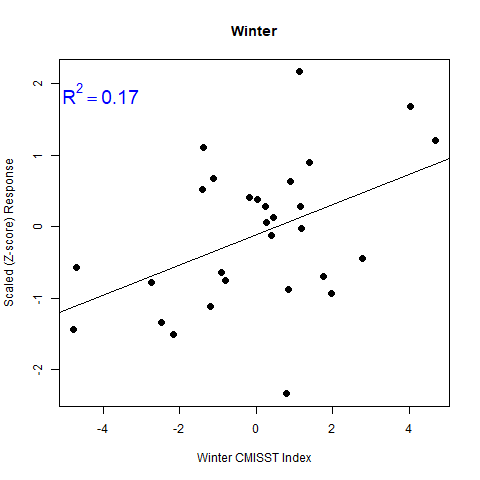 Winter
R² = 0.17
Scaled (Z-score) Response
2
1
0
-1
-2
-4 -2 0 2 4
Winter CMISST Index